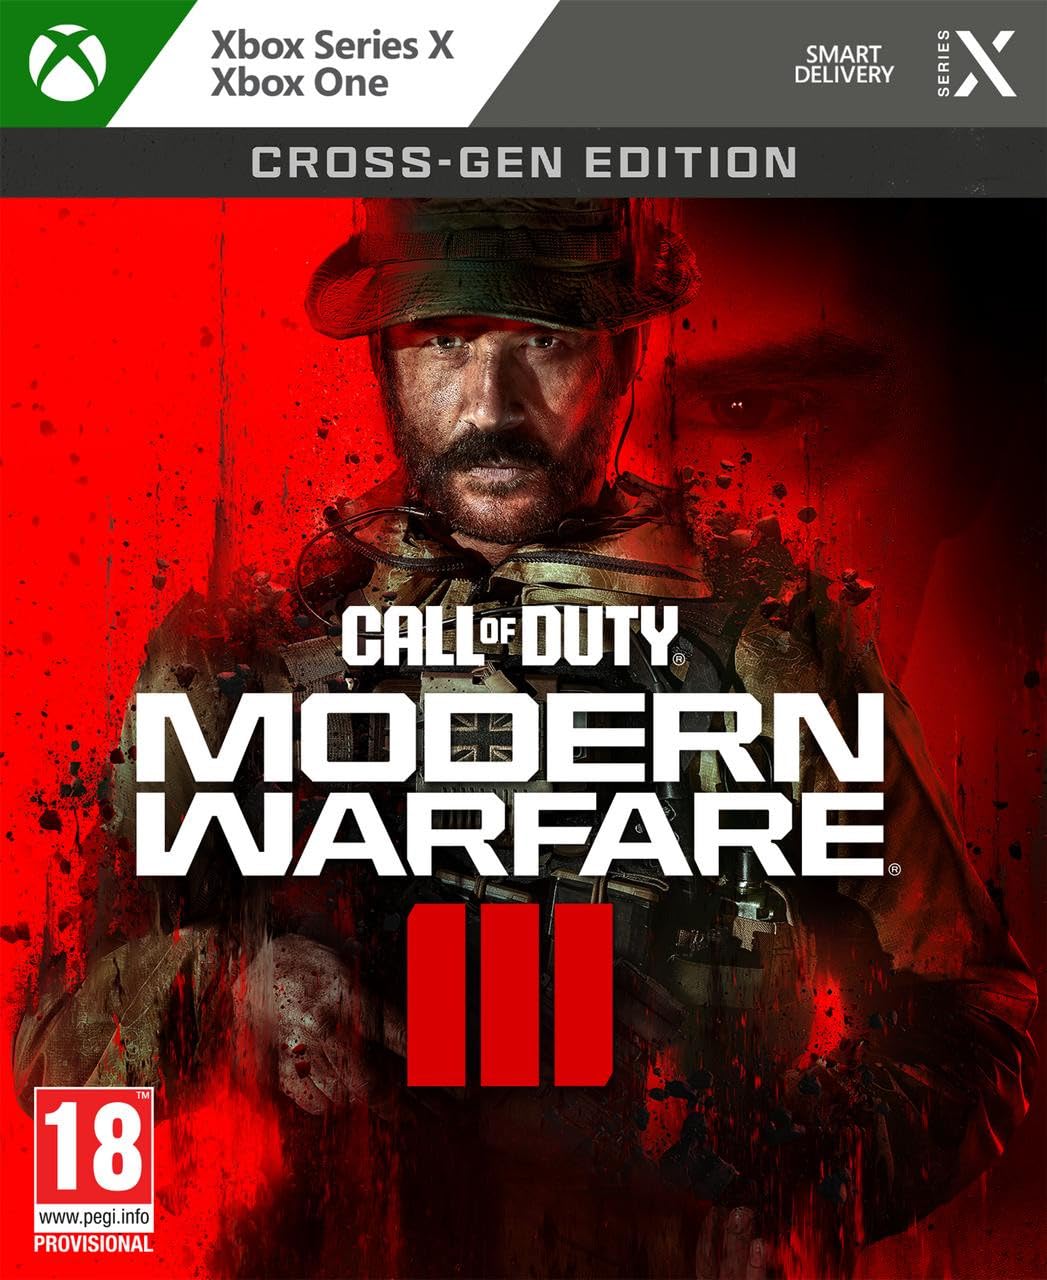 Xbox Series X
Xbox One
SMART
DELIVERY
SERIES X
CROSS-GEN EDITION
CALL OF DUTY®
MODERN
WARFARE®
III
18™
www.pegi.info
PROVISIONAL